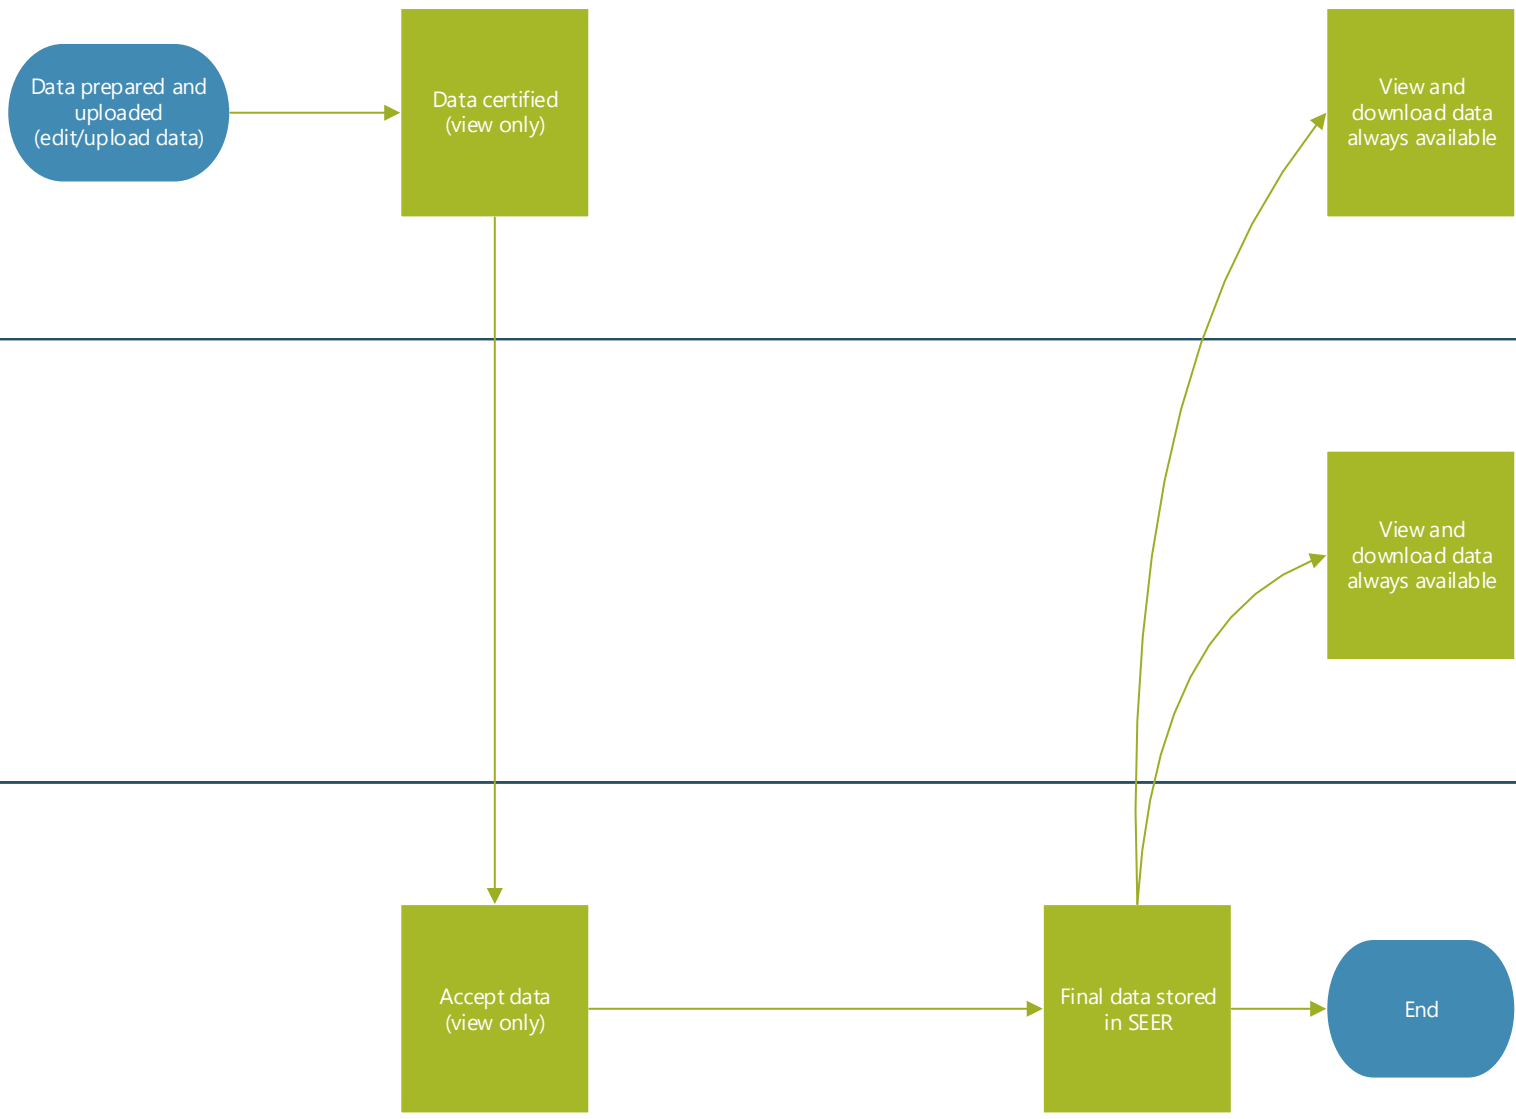 Data prepared and
uploaded
(edit/upload data)
Data certified
(view only)
View and
download data
always available
View and
download data
always available
Accept data
(view only)
Final data stored
in SEER
End